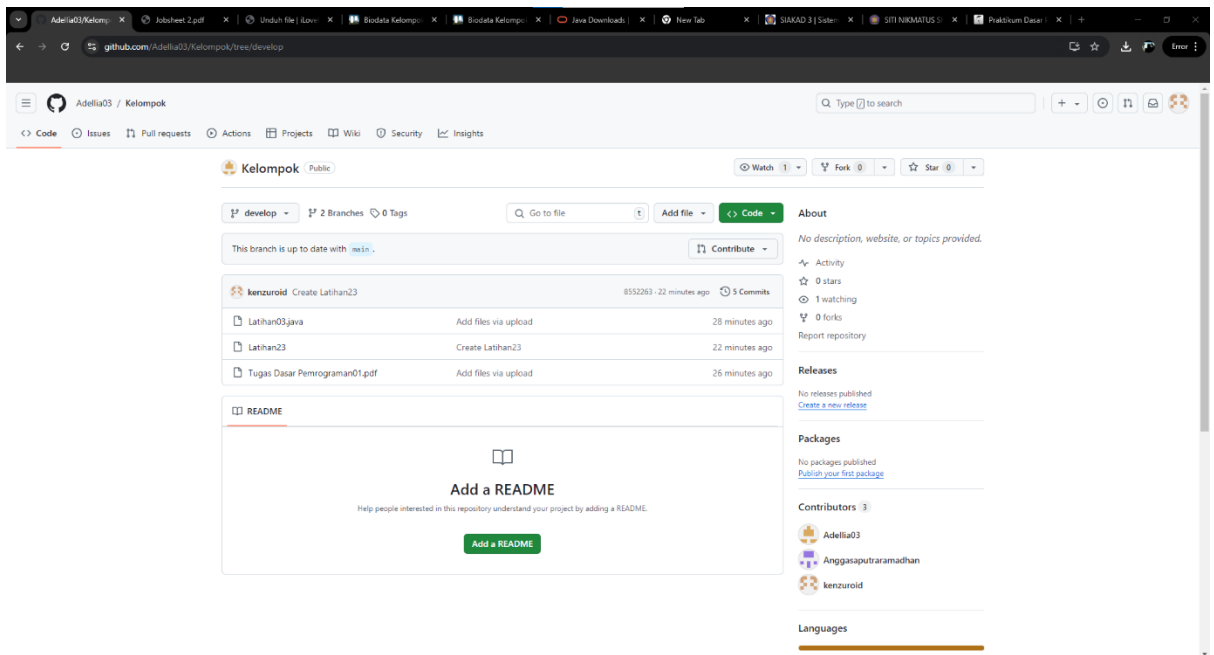 Adellia03/Kelomp
Jobsheet 2.pdf
Unduh file | iLove
Biodata Kelompo
Biodata Kelompo
Java Downloads |
New Tab
SIAKAD 3 | Sistem
SITI NIKMATUS S
Praktikum Dasar
github.com/Adellia03/Kelompok/tree/develop
Error
Adellia03 / Kelompok
Type / to search
Code Issues Pull requests Actions Projects Wiki Security Insights
Kelompok Public
Watch 1 Fork 0 Star 0
develop 2 Branches 0 Tags Go to file t Add file Code
This branch is up to date with main . Contribute
kenzuroid Create Latihan23 8552263 · 22 minutes ago 5 Commits
Latihan03.java Add files via upload 28 minutes ago
Latihan23 Create Latihan23 22 minutes ago
Tugas Dasar Pemrograman01.pdf Add files via upload 26 minutes ago
README
Add a README
Help people interested in this repository understand your project by adding a README.
Add a README
About
No description, website, or topics provided.
Activity
0 stars
1 watching
0 forks
Report repository
Releases
No releases published
Create a new release
Packages
No packages published
Publish your first package
Contributors 3
Adellia03
Anggasaputraramadhan
kenzuroid
Languages